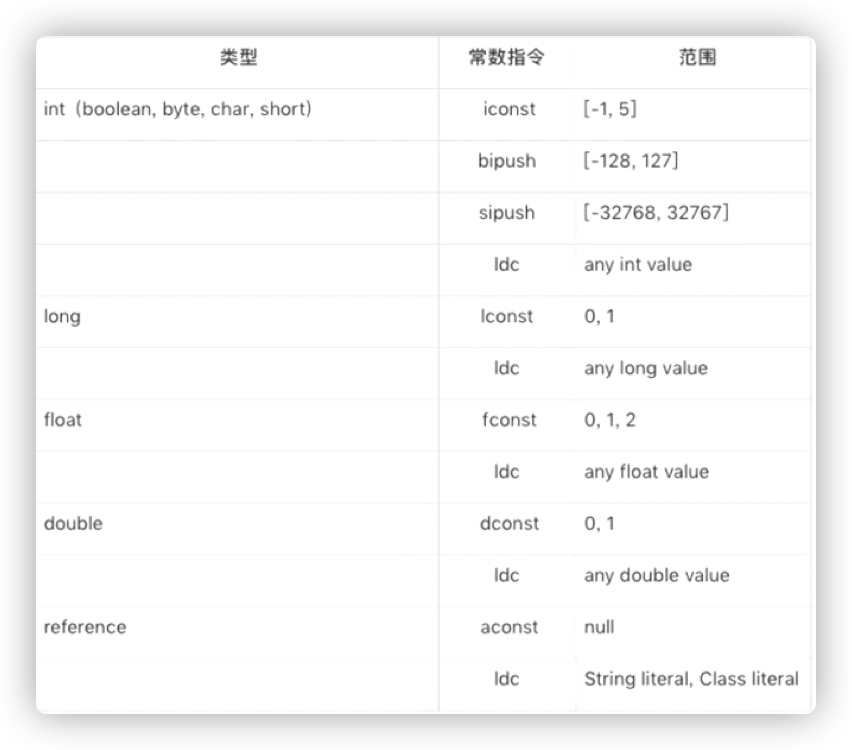 类型 常数指令 范围
int（boolean, byte, char, short） iconst [-1, 5]
bipush [-128, 127]
sipush [-32768, 32767]
ldc any int value
long lconst 0, 1
ldc any long value
float fconst 0, 1, 2
ldc any float value
double dconst 0, 1
ldc any double value
reference aconst null
ldc String literal, Class literal